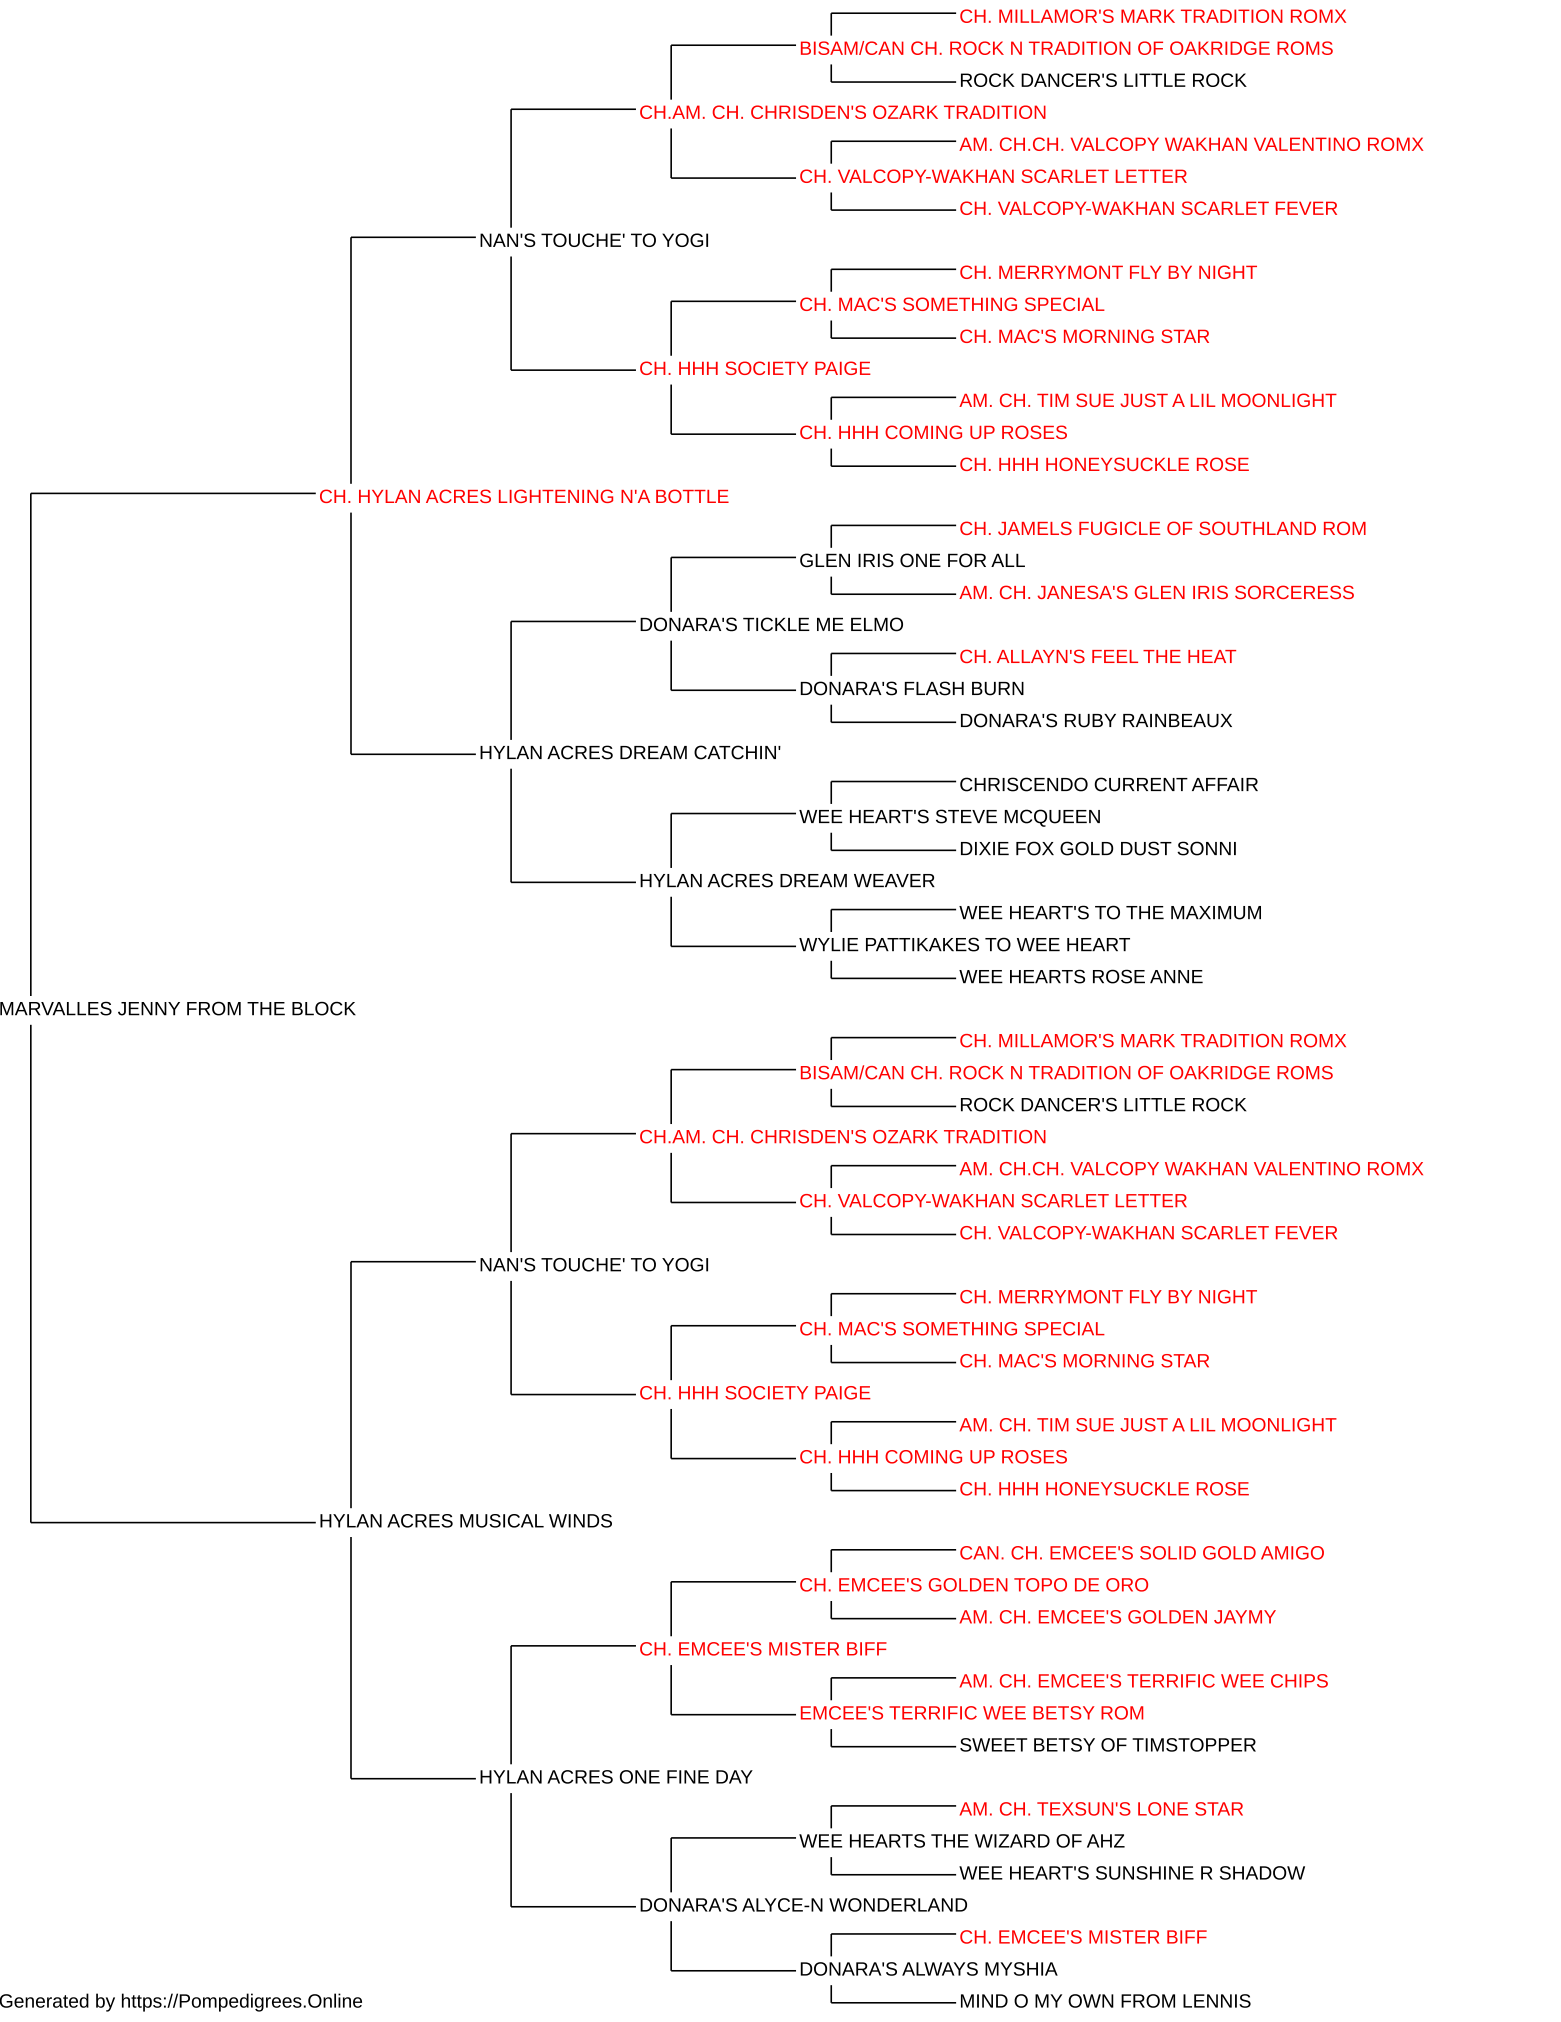 CH. MILLAMOR'S MARK TRADITION ROMX
BISAM/CAN CH. ROCK N TRADITION OF OAKRIDGE ROMS
ROCK DANCER'S LITTLE ROCK
CH.AM. CH. CHRISDEN'S OZARK TRADITION
AM. CH.CH. VALCOPY WAKHAN VALENTINO ROMX
CH. VALCOPY-WAKHAN SCARLET LETTER
CH. VALCOPY-WAKHAN SCARLET FEVER
NAN'S TOUCHE' TO YOGI
CH. MERRYMONT FLY BY NIGHT
CH. MAC'S SOMETHING SPECIAL
CH. MAC'S MORNING STAR
CH. HHH SOCIETY PAIGE
AM. CH. TIM SUE JUST A LIL MOONLIGHT
CH. HHH COMING UP ROSES
CH. HHH HONEYSUCKLE ROSE
CH. HYLAN ACRES LIGHTENING N'A BOTTLE
CH. JAMELS FUGICLE OF SOUTHLAND ROM
GLEN IRIS ONE FOR ALL
AM. CH. JANESA'S GLEN IRIS SORCERESS
DONARA'S TICKLE ME ELMO
CH. ALLAYN'S FEEL THE HEAT
DONARA'S FLASH BURN
DONARA'S RUBY RAINBEAUX
HYLAN ACRES DREAM CATCHIN'
CHRISCENDO CURRENT AFFAIR
WEE HEART'S STEVE MCQUEEN
DIXIE FOX GOLD DUST SONNI
HYLAN ACRES DREAM WEAVER
WEE HEART'S TO THE MAXIMUM
WYLIE PATTIKAKES TO WEE HEART
WEE HEARTS ROSE ANNE
MARVALLES JENNY FROM THE BLOCK
CH. MILLAMOR'S MARK TRADITION ROMX
BISAM/CAN CH. ROCK N TRADITION OF OAKRIDGE ROMS
ROCK DANCER'S LITTLE ROCK
CH.AM. CH. CHRISDEN'S OZARK TRADITION
AM. CH.CH. VALCOPY WAKHAN VALENTINO ROMX
CH. VALCOPY-WAKHAN SCARLET LETTER
CH. VALCOPY-WAKHAN SCARLET FEVER
NAN'S TOUCHE' TO YOGI
CH. MERRYMONT FLY BY NIGHT
CH. MAC'S SOMETHING SPECIAL
CH. MAC'S MORNING STAR
CH. HHH SOCIETY PAIGE
AM. CH. TIM SUE JUST A LIL MOONLIGHT
CH. HHH COMING UP ROSES
CH. HHH HONEYSUCKLE ROSE
HYLAN ACRES MUSICAL WINDS
CAN. CH. EMCEE'S SOLID GOLD AMIGO
CH. EMCEE'S GOLDEN TOPO DE ORO
AM. CH. EMCEE'S GOLDEN JAYMY
CH. EMCEE'S MISTER BIFF
AM. CH. EMCEE'S TERRIFIC WEE CHIPS
EMCEE'S TERRIFIC WEE BETSY ROM
SWEET BETSY OF TIMSTOPPER
HYLAN ACRES ONE FINE DAY
AM. CH. TEXSUN'S LONE STAR
WEE HEARTS THE WIZARD OF AHZ
WEE HEART'S SUNSHINE R SHADOW
DONARA'S ALYCE-N WONDERLAND
CH. EMCEE'S MISTER BIFF
DONARA'S ALWAYS MYSHIA
MIND O MY OWN FROM LENNIS
Generated by https://Pompedigrees.Online